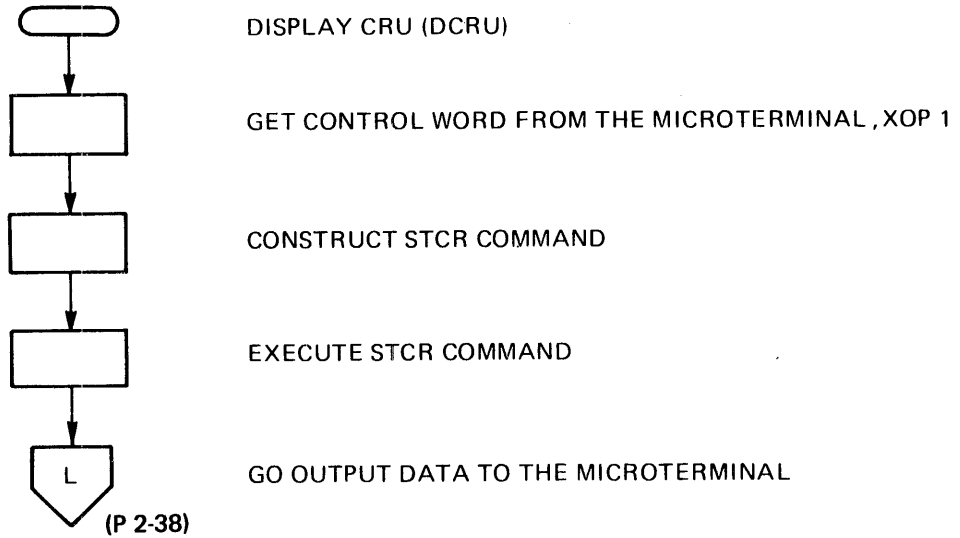 DISPLAY CRU (DCRU)
GET CONTROL WORD FROM THE MICROTERMINAL, XOP 1
CONSTRUCT STCR COMMAND
EXECUTE STCR COMMAND
L
GO OUTPUT DATA TO THE MICROTERMINAL
(P 2-38)